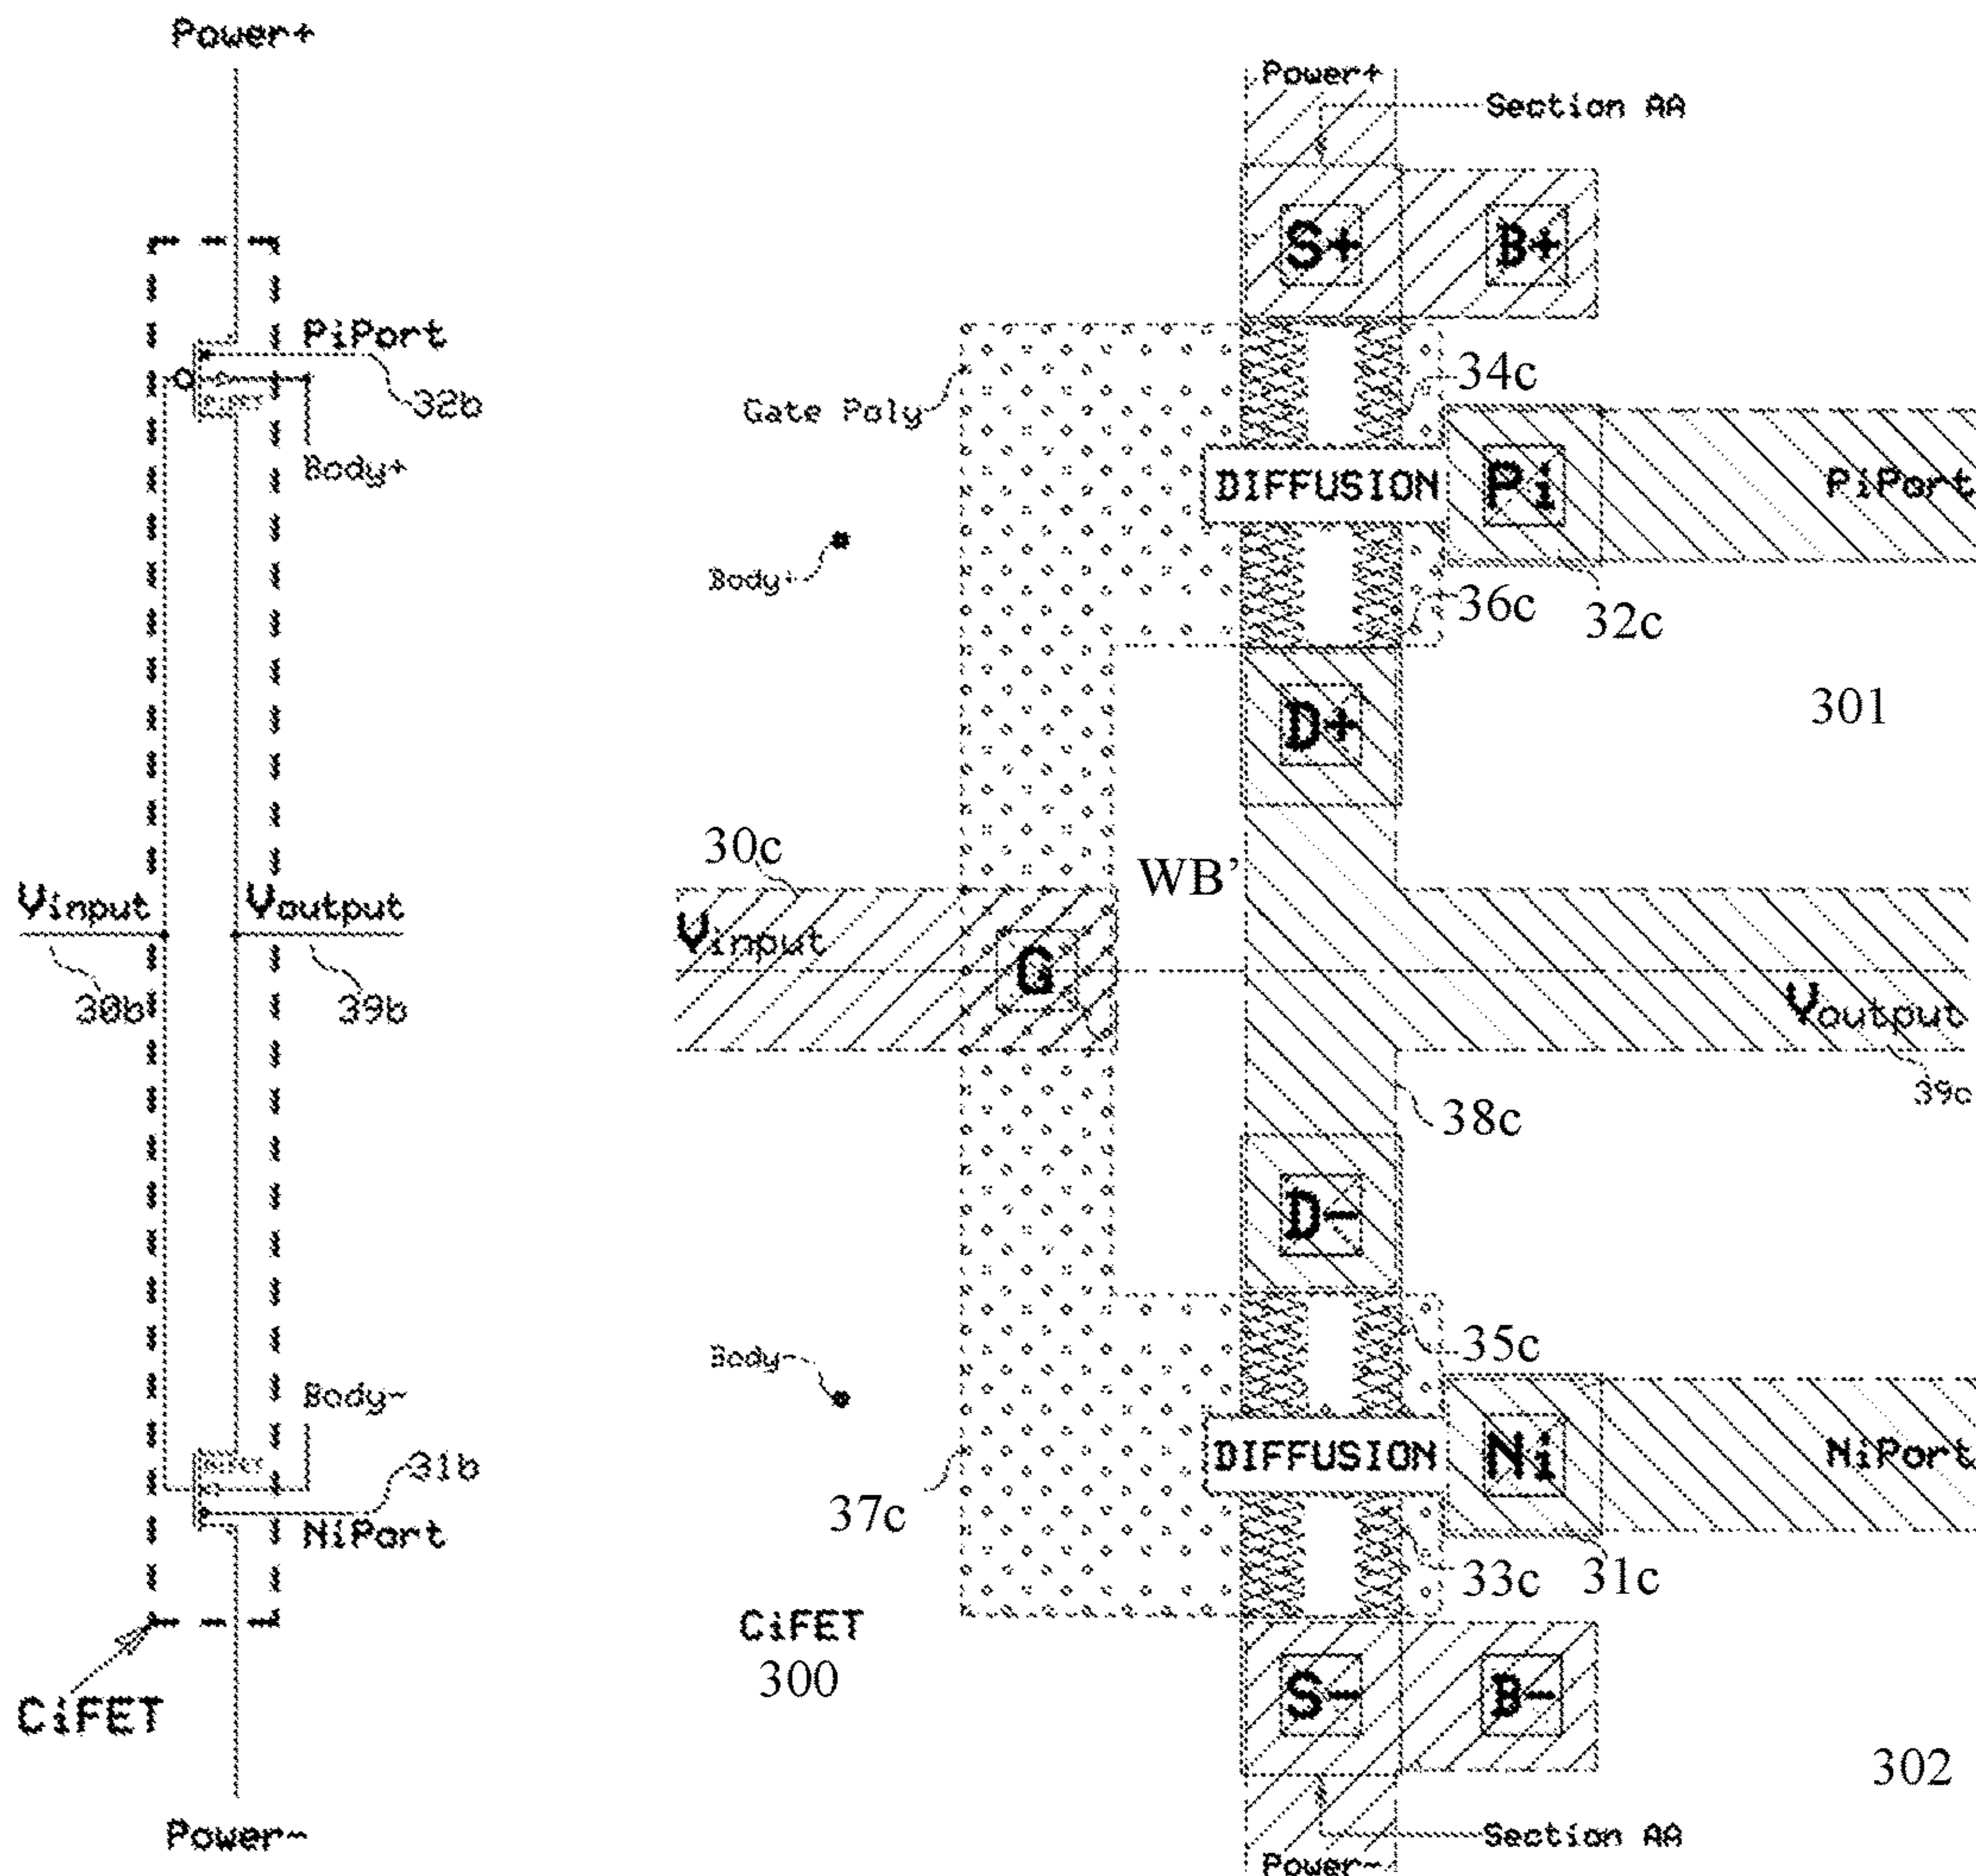 Power+
PiPort
32b
Body+
Vinput
Voutput
30b
39b
Body-
31b
NiPort
CiFET
Power-
Power+
Section AA
S+
B+
34c
Gate Poly
DIFFUSION
Pi
PiPort
Body+
36c
32c
D+
301
30c
WB'
Vinput
G
Voutput
39c
38c
D-
35c
Body-
DIFFUSION
Ni
NiPort
37c
33c
31c
CiFET
300
S-
B-
302
Section AA
Power-